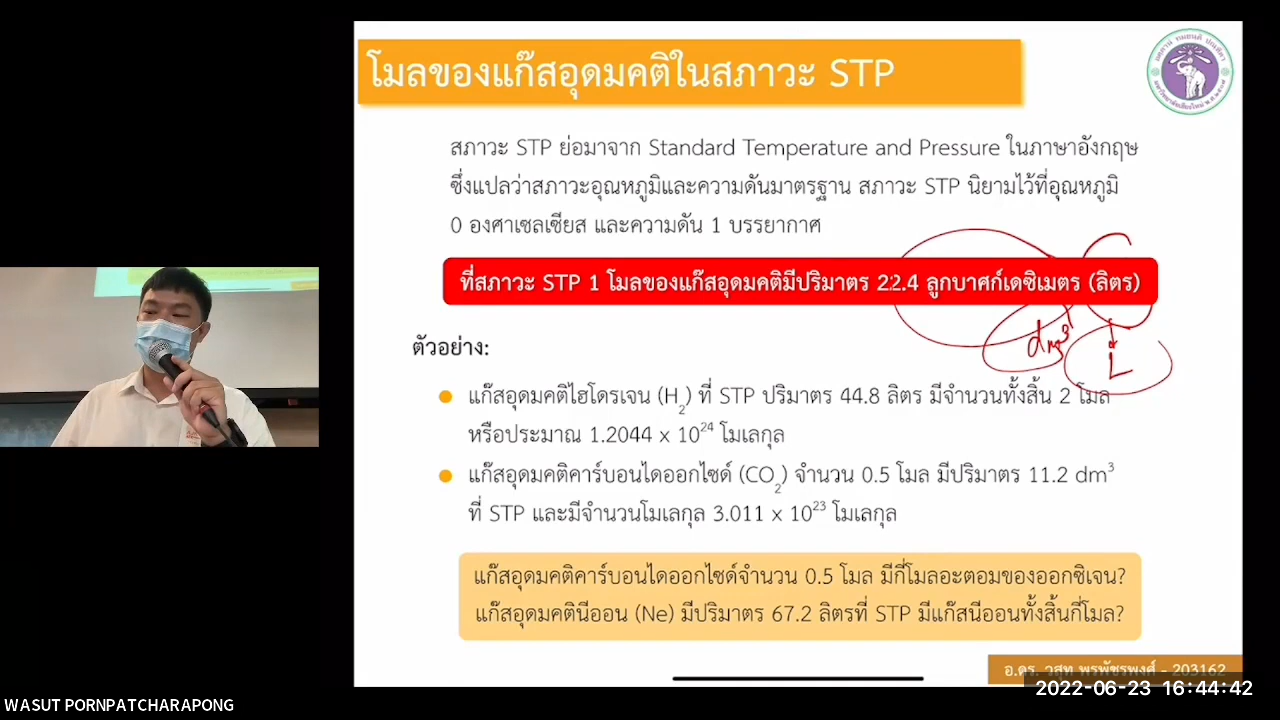 โมลของแก๊สอุดมคติในสภาวะ STP
สภาวะ STP ย่อมาจาก Standard Temperature and Pressure ในภาษาอังกฤษ
ซึ่งแปลว่าสภาวะอุณหภูมิและความดันมาตรฐาน สภาวะ STP นิยามไว้ที่อุณหภูมิ
0 องศาเซลเซียส และความดัน 1 บรรยากาศ
ที่สภาวะ STP 1 โมลของแก๊สอุดมคติมีปริมาตร 22.4 ลูกบาศก์เดซิเมตร (ลิตร)
dm³
L
ตัวอย่าง:
แก๊สอุดมคติไฮโดรเจน (H₂) ที่ STP ปริมาตร 44.8 ลิตร มีจำนวนทั้งสิ้น 2 โมล
หรือประมาณ 1.2044 x 10²⁴ โมเลกุล
แก๊สอุดมคติคาร์บอนไดออกไซด์ (CO₂) จำนวน 0.5 โมล มีปริมาตร 11.2 dm³
ที่ STP และมีจำนวนโมเลกุล 3.011 x 10²³ โมเลกุล
แก๊สอุดมคติคาร์บอนไดออกไซด์จำนวน 0.5 โมล มีกี่โมลอะตอมของออกซิเจน?
แก๊สอุดมคตินีออน (Ne) มีปริมาตร 67.2 ลิตรที่ STP มีแก๊สนีออนทั้งสิ้นกี่โมล?
อ.ดร. วสุท พรพัชรพงศ์ - 203162
2022-06-23 16:44:42
WASUT PORNPATCHARAPONG